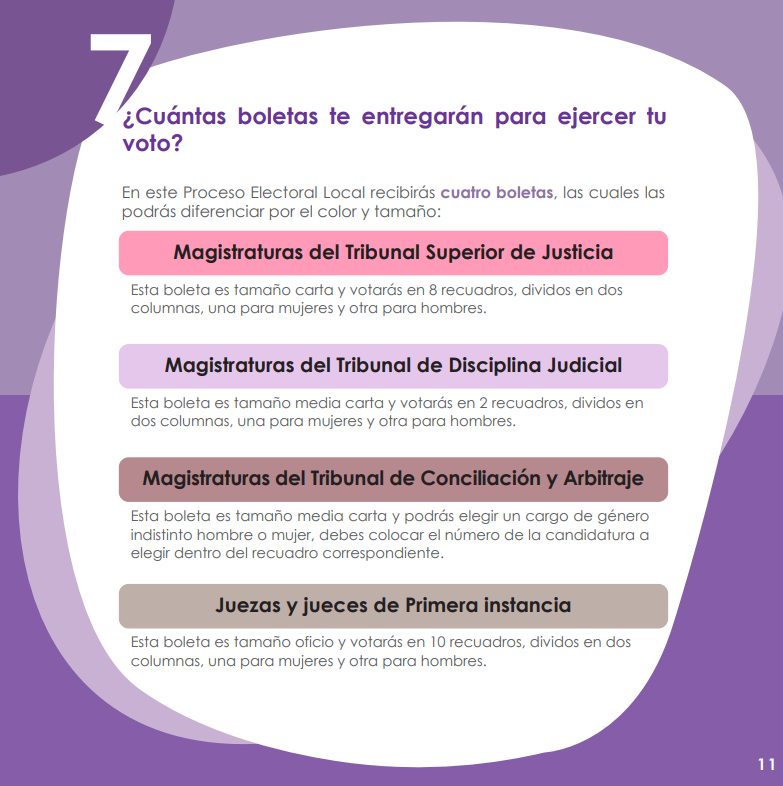 7
¿Cuántas boletas te entregarán para ejercer tu
voto?
En este Proceso Electoral Local recibirás cuatro boletas, las cuales las
podrás diferenciar por el color y tamaño:
Magistraturas del Tribunal Superior de Justicia
Esta boleta es tamaño carta y votarás en 8 recuadros, dividos en dos
columnas, una para mujeres y otra para hombres.
Magistraturas del Tribunal de Disciplina Judicial
Esta boleta es tamaño media carta y votarás en 2 recuadros, dividos en
dos columnas, una para mujeres y otra para hombres.
Magistraturas del Tribunal de Conciliación y Arbitraje
Esta boleta es tamaño media carta y podrás elegir un cargo de género
indistinto hombre o mujer, debes colocar el número de la candidatura a
elegir dentro del recuadro correspondiente.
Juezas y jueces de Primera instancia
Esta boleta es tamaño oficio y votarás en 10 recuadros, dividos en dos
columnas, una para mujeres y otra para hombres.
11